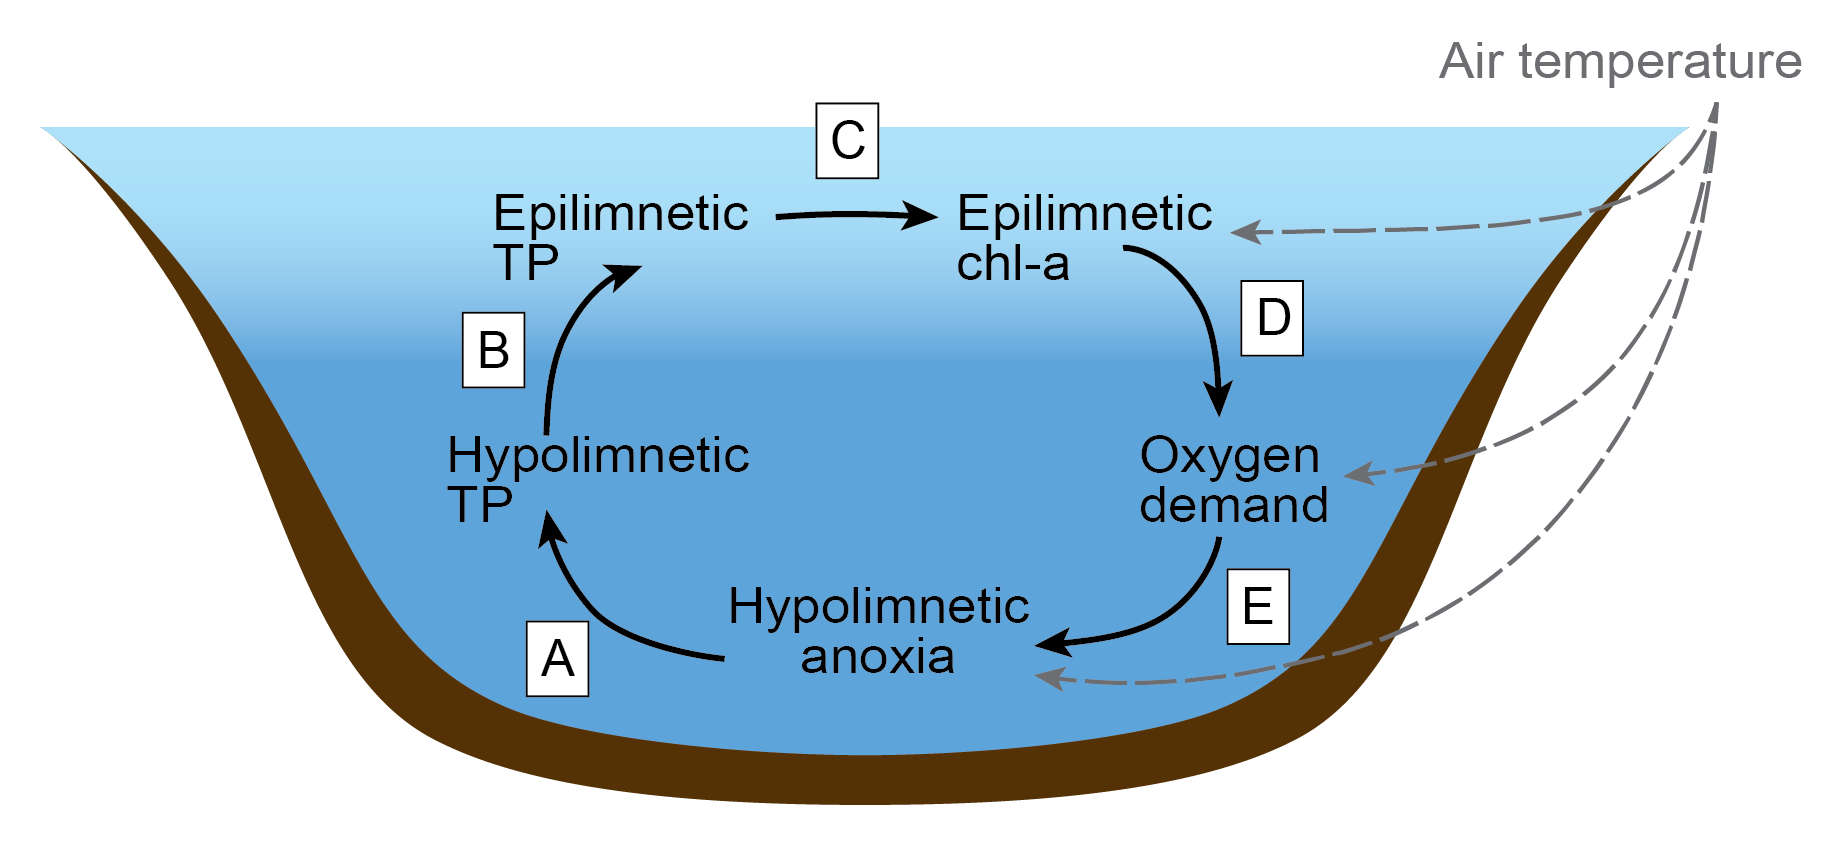 Air temperature
C
Epilimnetic
TP
Epilimnetic
chl-a
B
D
Hypolimnetic
TP
Oxygen
demand
Hypolimnetic
anoxia
A
E